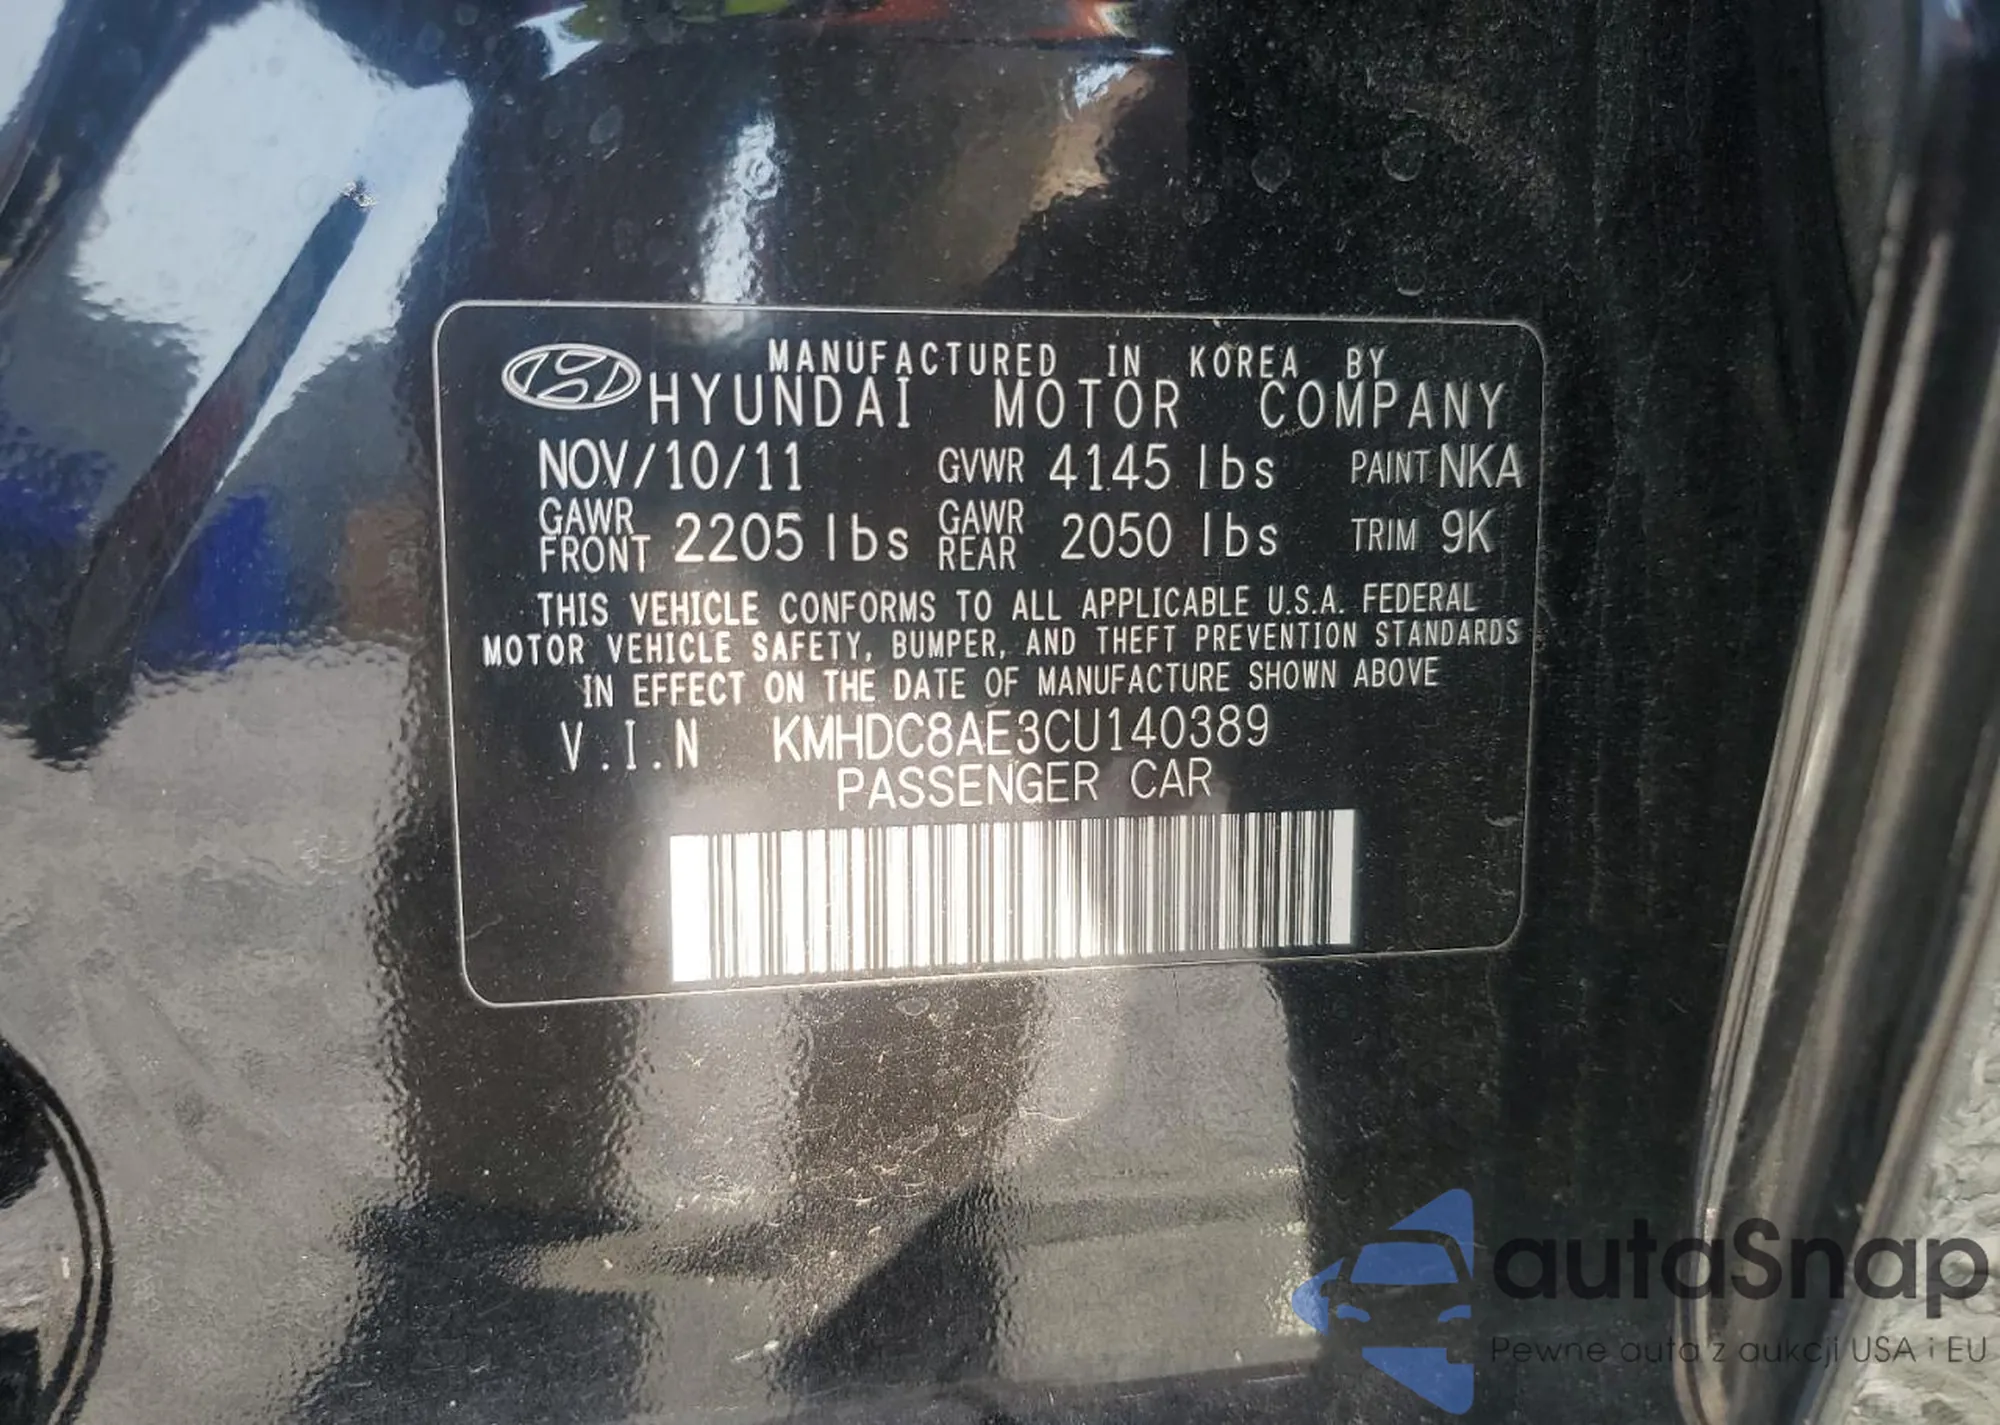 MANUFACTURED IN KOREA BY
HYUNDAI MOTOR COMPANY
NOV/10/11 GVWR 4145 lbs PAINT NKA
GAWR FRONT 2205 lbs GAWR REAR 2050 lbs TRIM 9K
THIS VEHICLE CONFORMS TO ALL APPLICABLE U.S.A. FEDERAL
MOTOR VEHICLE SAFETY, BUMPER, AND THEFT PREVENTION STANDARDS
IN EFFECT ON THE DATE OF MANUFACTURE SHOWN ABOVE
V.I.N KMHDC8AE3CU140389
PASSENGER CAR
autaSnap
Pewne auta z aukcji USA i EU